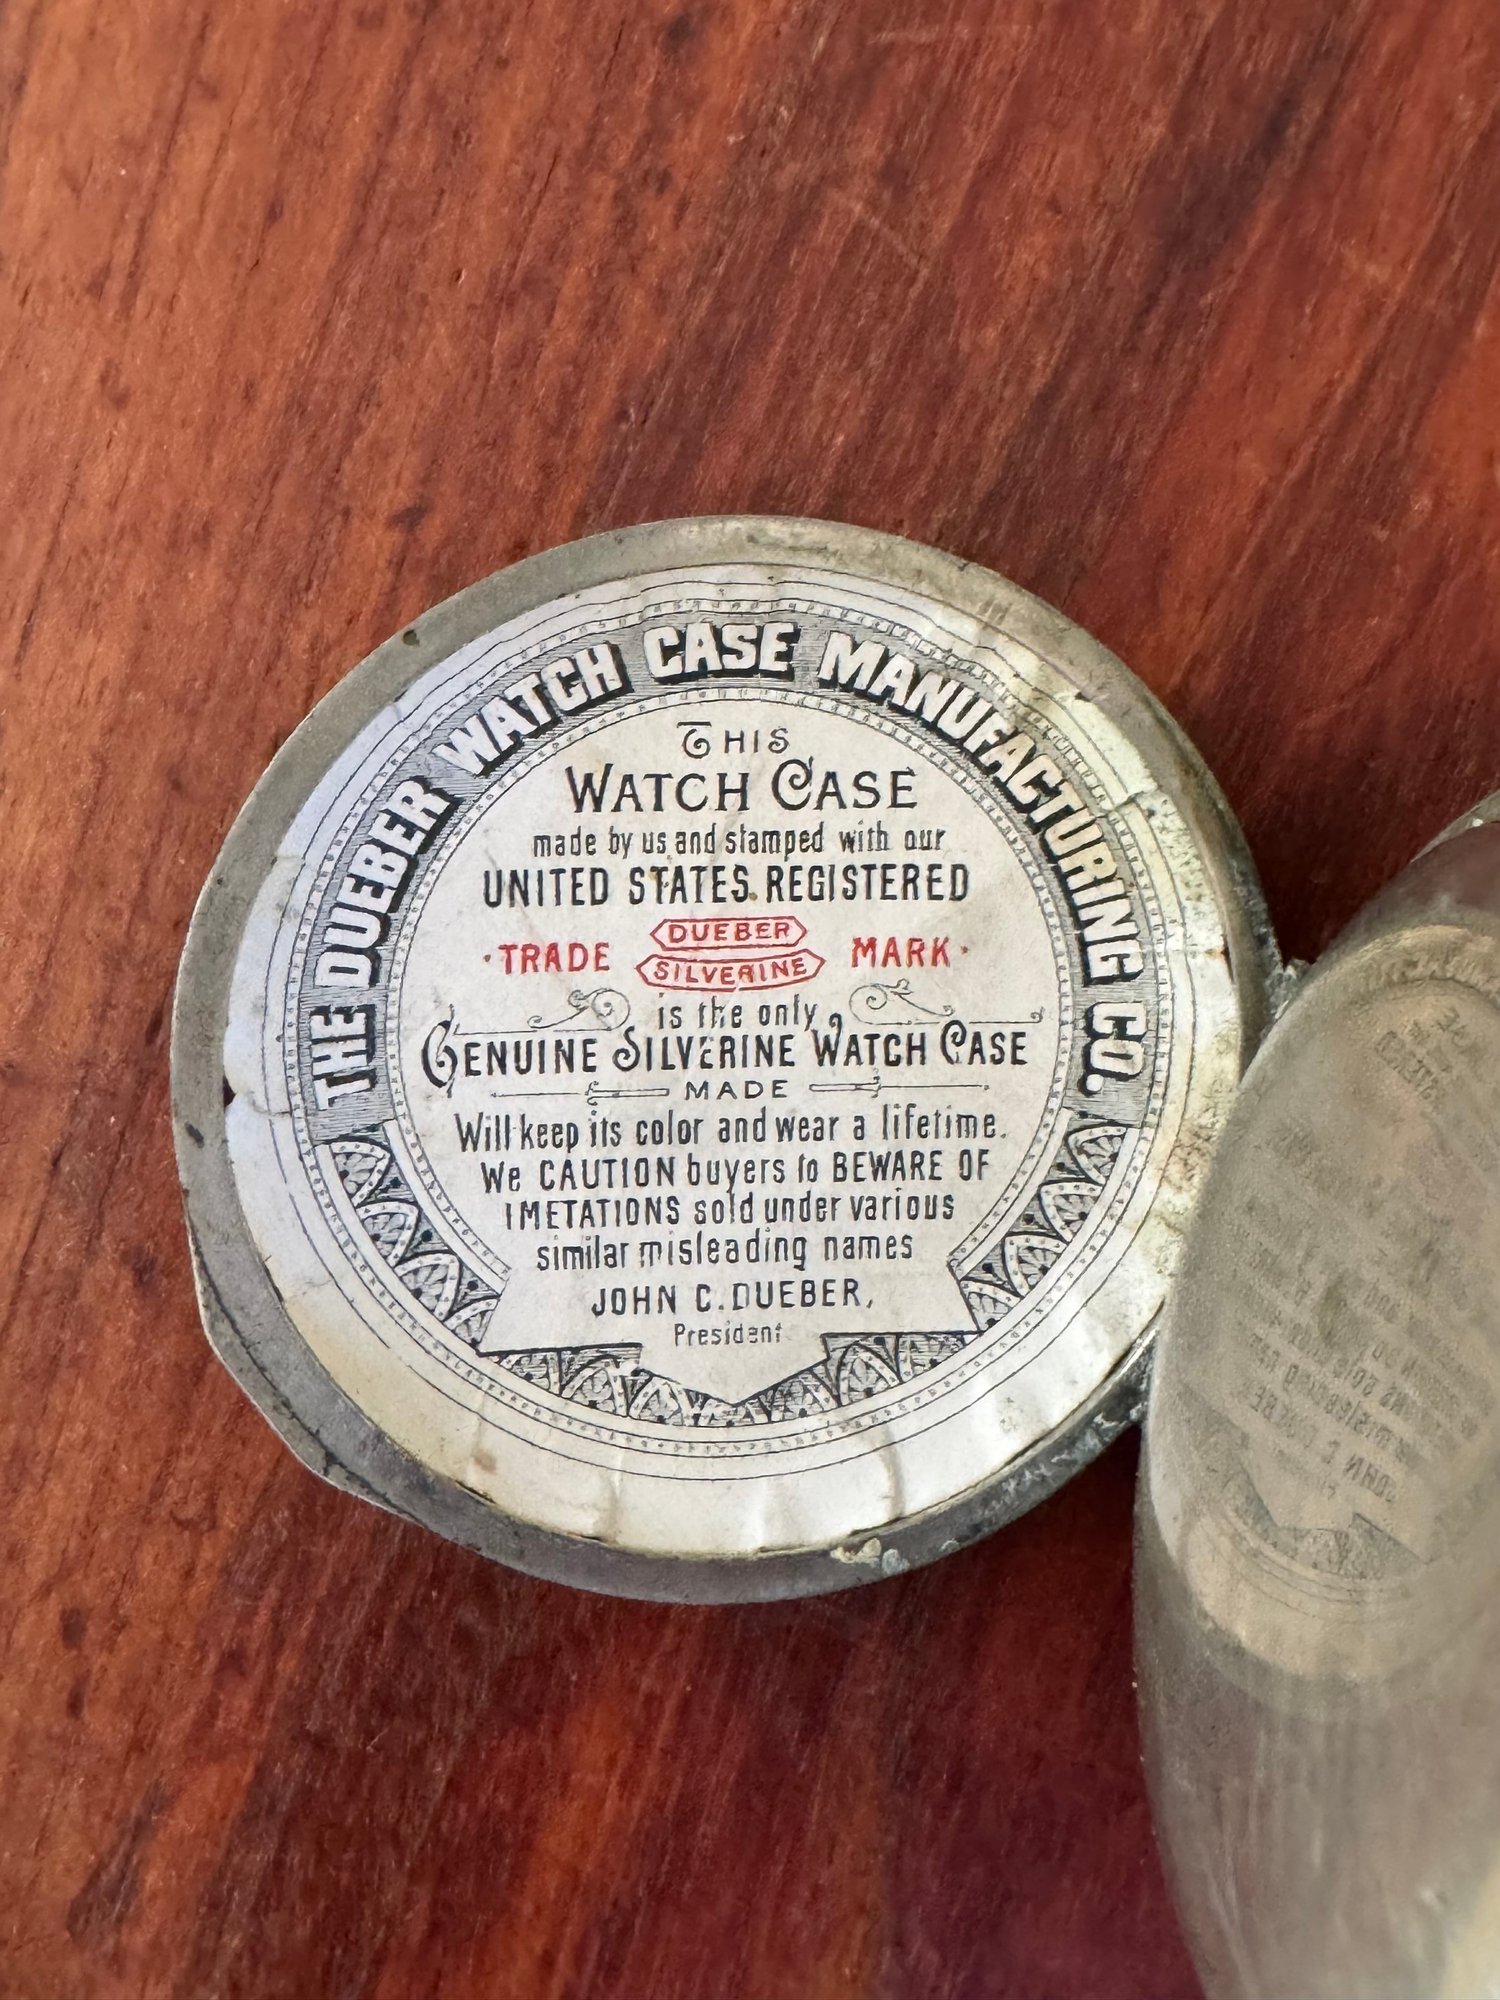 THE DUEBER WATCH CASE MANUFACTURING CO.
THIS
WATCH CASE
made by us and stamped with our
UNITED STATES REGISTERED
·TRADE DUEBER SILVERINE MARK·
is the only
GENUINE SILVERINE WATCH CASE
MADE
Will keep its color and wear a lifetime.
We CAUTION buyers to BEWARE OF
IMETATIONS sold under various
similar misleading names
JOHN C. DUEBER,
President